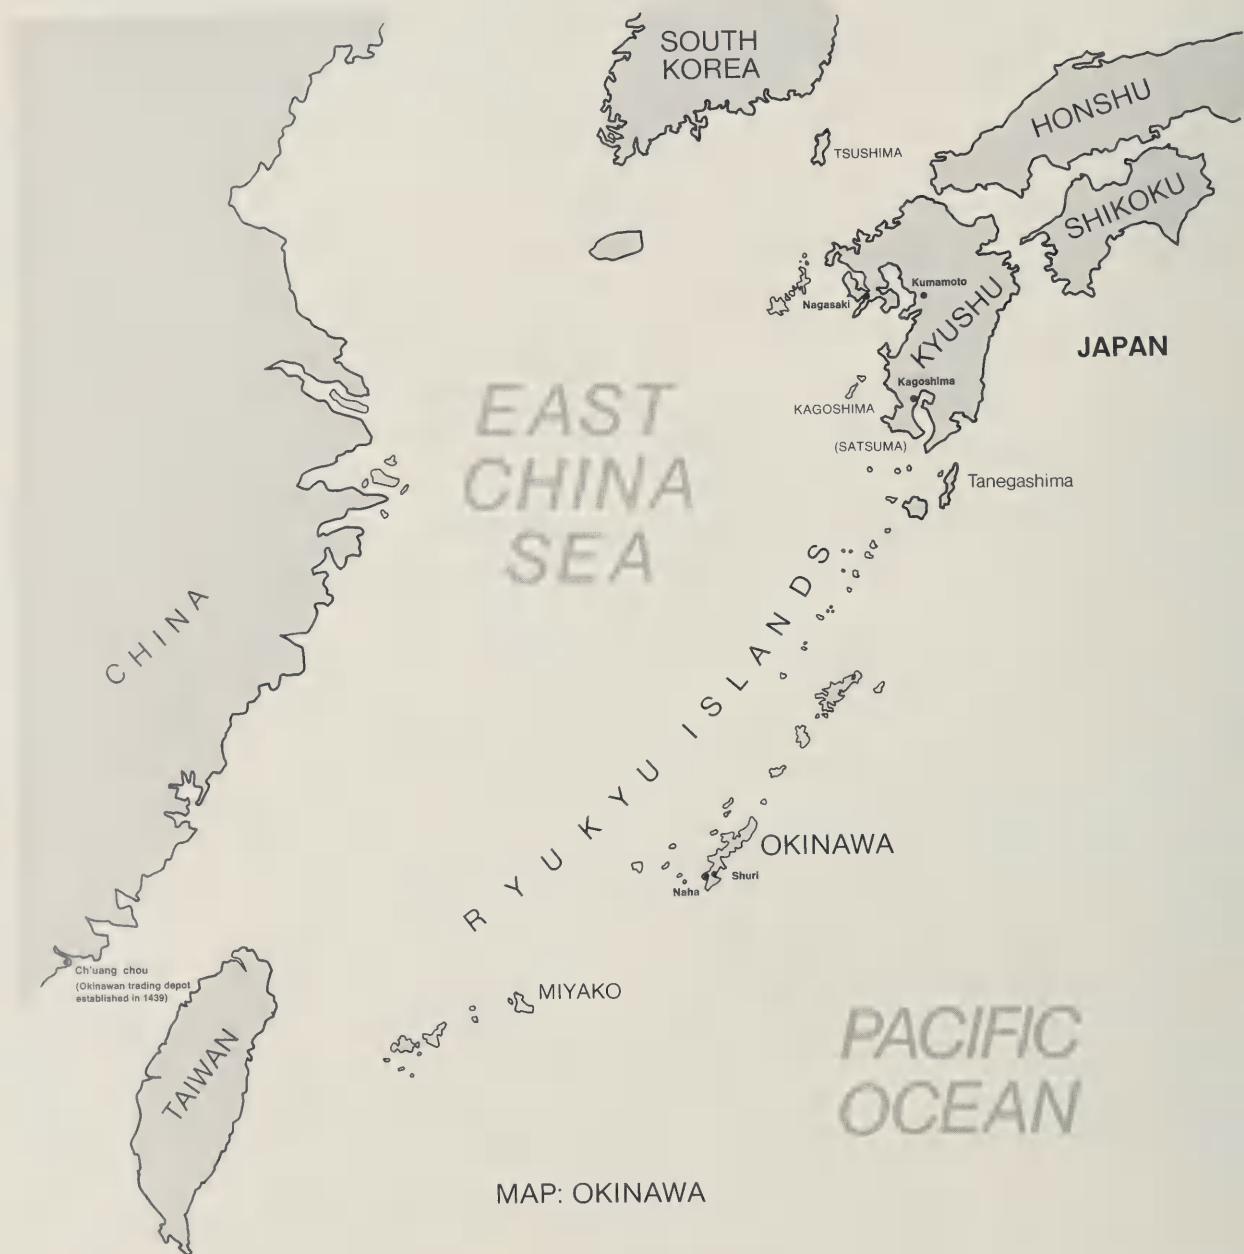 SOUTH
KOREA
HONSHU
TSUSHIMA
SHIKOKU
Kumamoto
Nagasaki
KYUSHU
JAPAN
Kagoshima
KAGOSHIMA
(SATSUMA)
EAST
CHINA
SEA
Tanegashima
CHINA
RYUKYU ISLANDS
OKINAWA
Naha
Shuri
Ch'uang chou
(Okinawan trading depot
established in 1439)
MIYAKO
TAIWAN
PACIFIC
OCEAN
MAP: OKINAWA